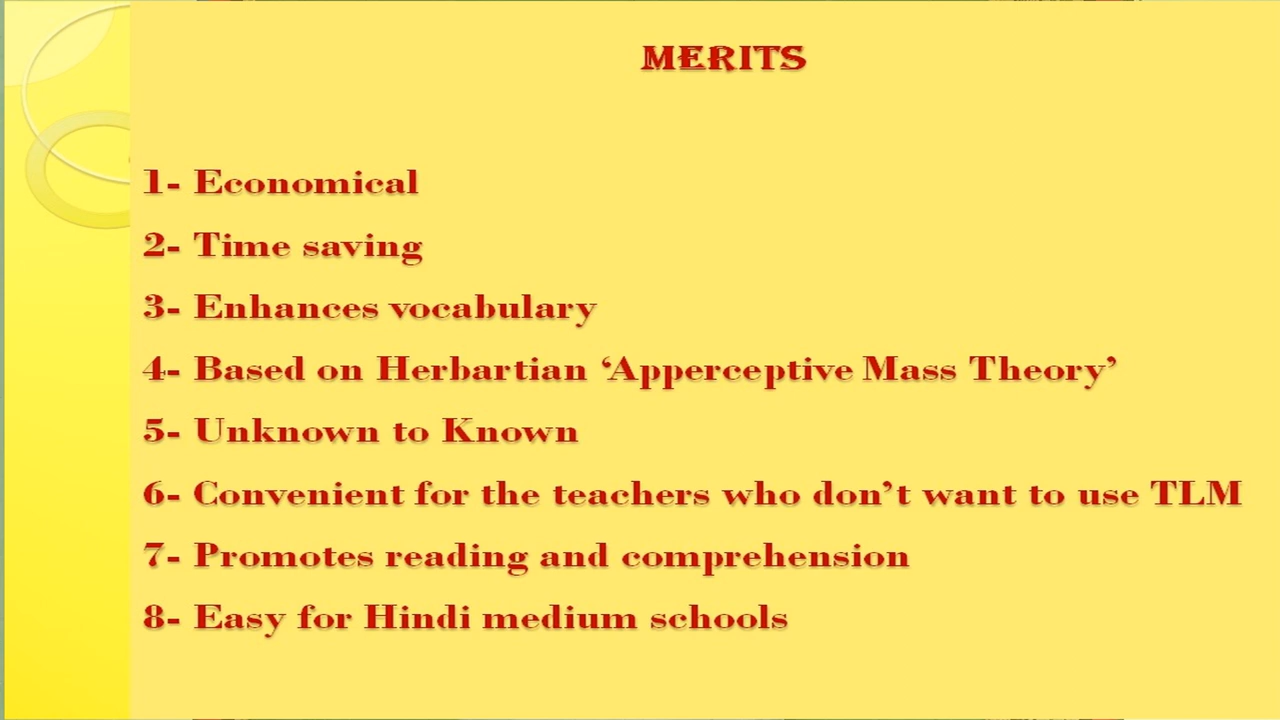 MERITS
1- Economical
2- Time saving
3- Enhances vocabulary
4- Based on Herbartian ‘Apperceptive Mass Theory’
5- Unknown to Known
6- Convenient for the teachers who don’t want to use TLM
7- Promotes reading and comprehension
8- Easy for Hindi medium schools